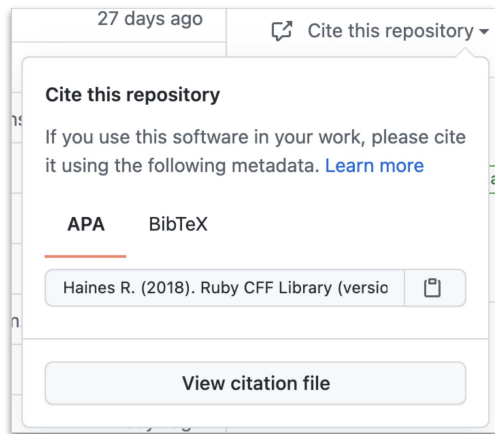 27 days ago
Cite this repository
Cite this repository
If you use this software in your work, please cite
it using the following metadata. Learn more
APA
BibTeX
Haines R. (2018). Ruby CFF Library (versio
View citation file